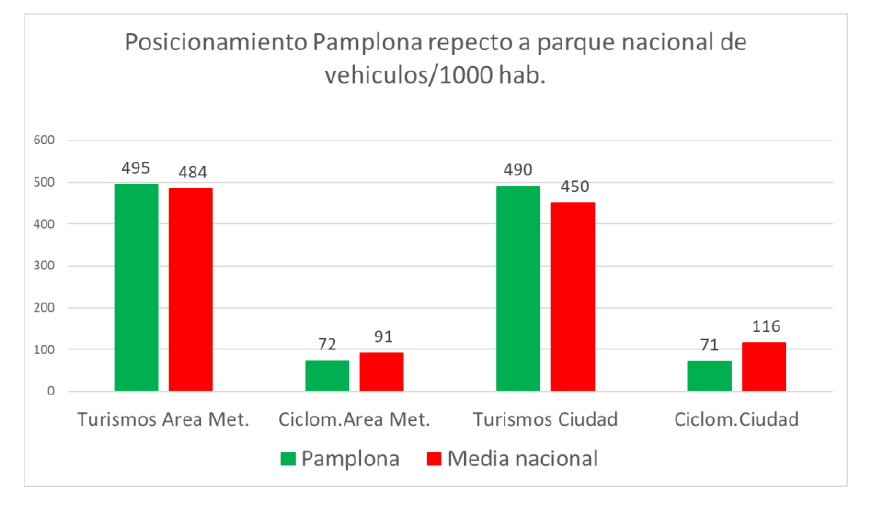 Posicionamiento Pamplona repecto a parque nacional de
vehiculos/1000 hab.
600
500
400
300
200
100
0
495
484
72
91
490
450
71
116
Turismos Area Met.
Ciclom.Area Met.
Turismos Ciudad
Ciclom.Ciudad
Pamplona
Media nacional